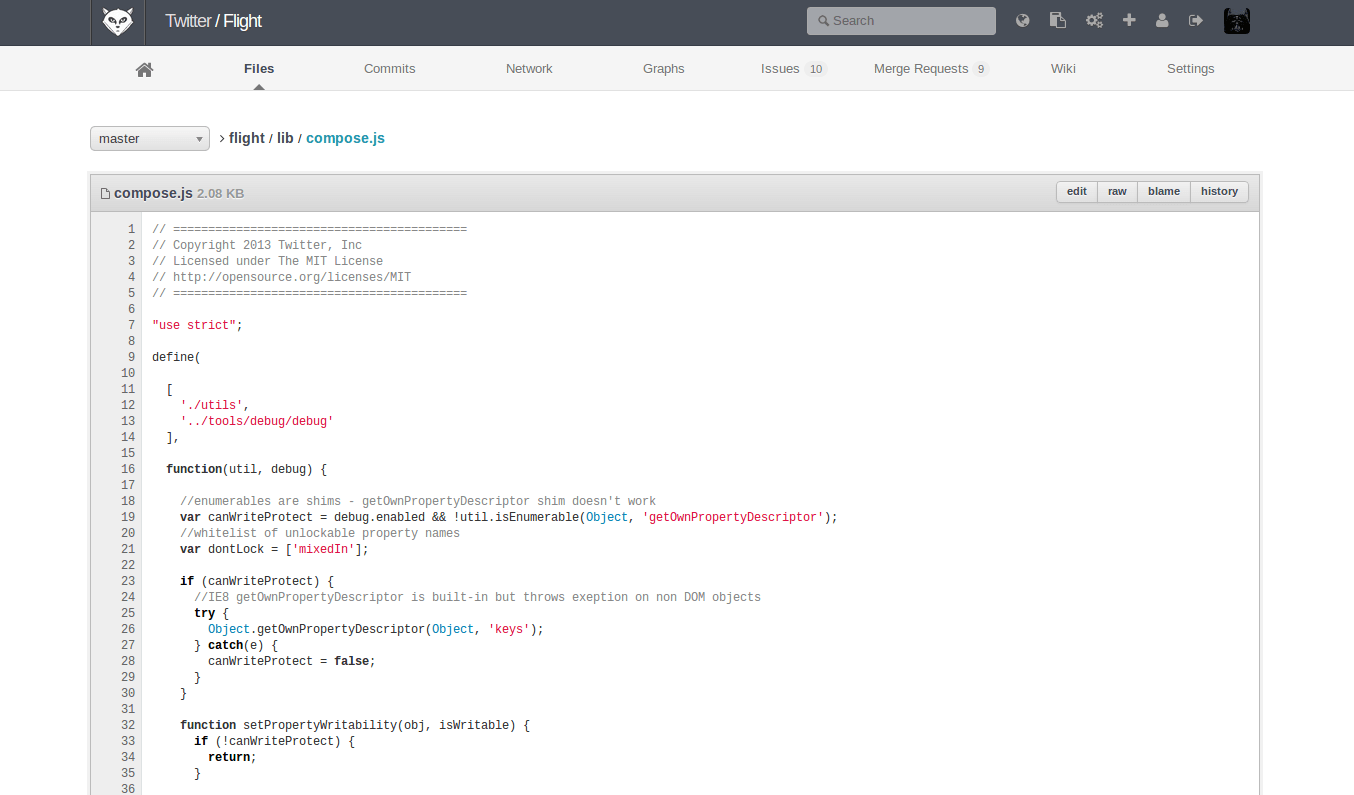 Twitter / Flight
Search
Files
Commits
Network
Graphs
Issues 10
Merge Requests 9
Wiki
Settings
master
› flight / lib / compose.js
compose.js 2.08 KB
edit
raw
blame
history
1 // ==========================================
2 // Copyright 2013 Twitter, Inc
3 // Licensed under The MIT License
4 // http://opensource.org/licenses/MIT
5 // ==========================================
6
7 "use strict";
8
9 define(
10
11   [
12     './utils',
13     '../tools/debug/debug'
14   ],
15
16   function(util, debug) {
17
18     //enumerables are shims - getOwnPropertyDescriptor shim doesn't work
19     var canWriteProtect = debug.enabled && !util.isEnumerable(Object, 'getOwnPropertyDescriptor');
20     //whitelist of unlockable property names
21     var dontLock = ['mixedIn'];
22
23     if (canWriteProtect) {
24       //IE8 getOwnPropertyDescriptor is built-in but throws exeption on non DOM objects
25       try {
26         Object.getOwnPropertyDescriptor(Object, 'keys');
27       } catch(e) {
28         canWriteProtect = false;
29       }
30     }
31
32     function setPropertyWritability(obj, isWritable) {
33       if (!canWriteProtect) {
34         return;
35       }
36